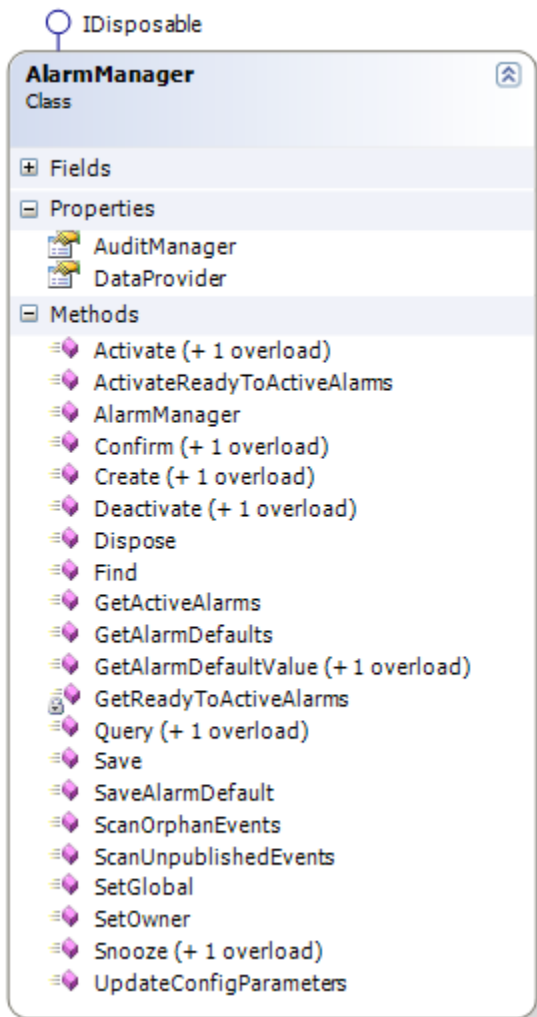 IDisposable
AlarmManager
Class
Fields
Properties
AuditManager
DataProvider
Methods
Activate (+ 1 overload)
ActivateReadyToActiveAlarms
AlarmManager
Confirm (+ 1 overload)
Create (+ 1 overload)
Deactivate (+ 1 overload)
Dispose
Find
GetActiveAlarms
GetAlarmDefaults
GetAlarmDefaultValue (+ 1 overload)
GetReadyToActiveAlarms
Query (+ 1 overload)
Save
SaveAlarmDefault
ScanOrphanEvents
ScanUnpublishedEvents
SetGlobal
SetOwner
Snooze (+ 1 overload)
UpdateConfigParameters